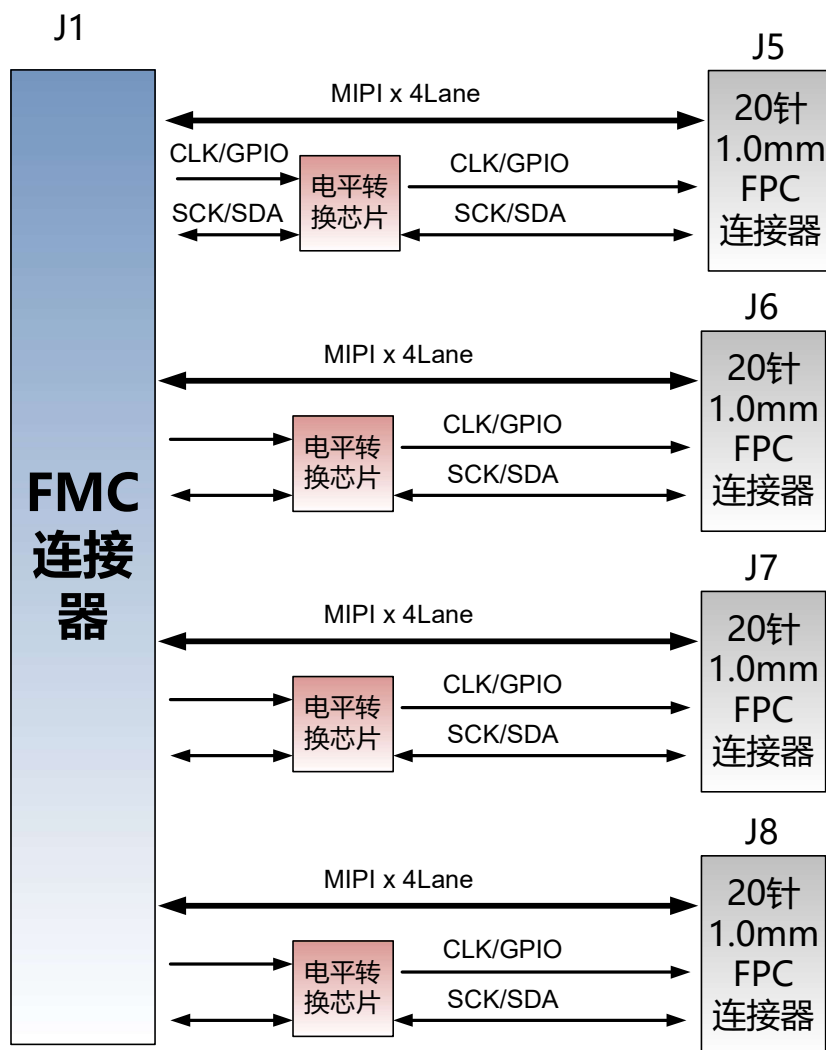 J1
FMC
连接
器
J5
MIPI x 4Lane
20针
1.0mm
FPC
连接器
CLK/GPIO
电平转
换芯片
CLK/GPIO
SCK/SDA
SCK/SDA
J6
MIPI x 4Lane
20针
1.0mm
FPC
连接器
电平转
换芯片
CLK/GPIO
SCK/SDA
J7
MIPI x 4Lane
20针
1.0mm
FPC
连接器
电平转
换芯片
CLK/GPIO
SCK/SDA
J8
MIPI x 4Lane
20针
1.0mm
FPC
连接器
电平转
换芯片
CLK/GPIO
SCK/SDA